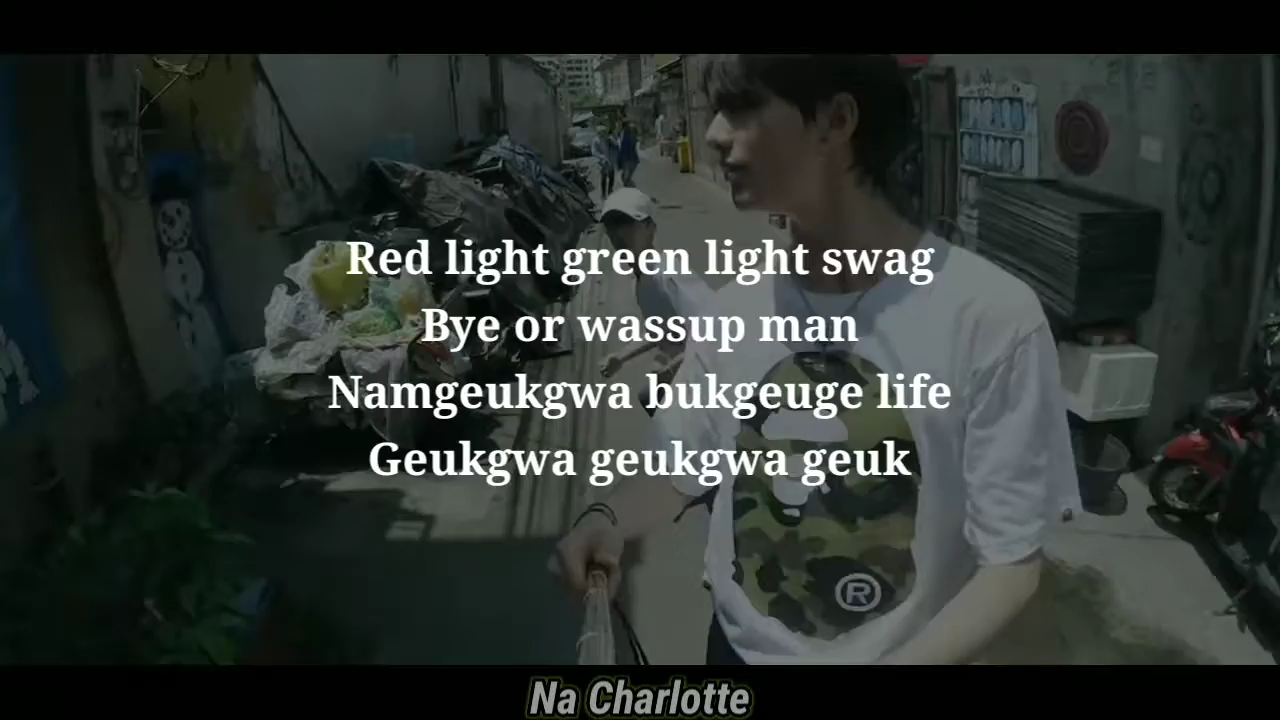 Red light green light swag
Bye or wassup man
Namgeukgwa bukgeuge life
Geukgwa geukgwa geuk
®
Na Charlotte